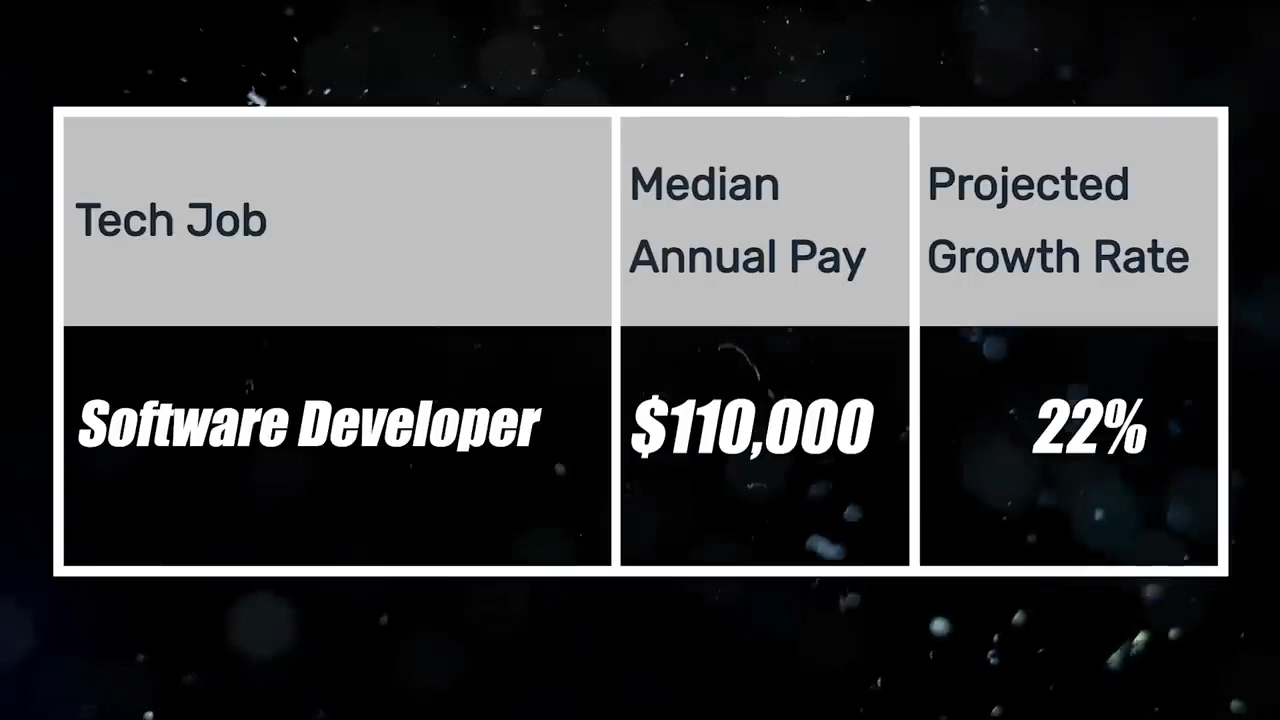 Tech Job
Median
Annual Pay
Projected
Growth Rate
Software Developer
$110,000
22%